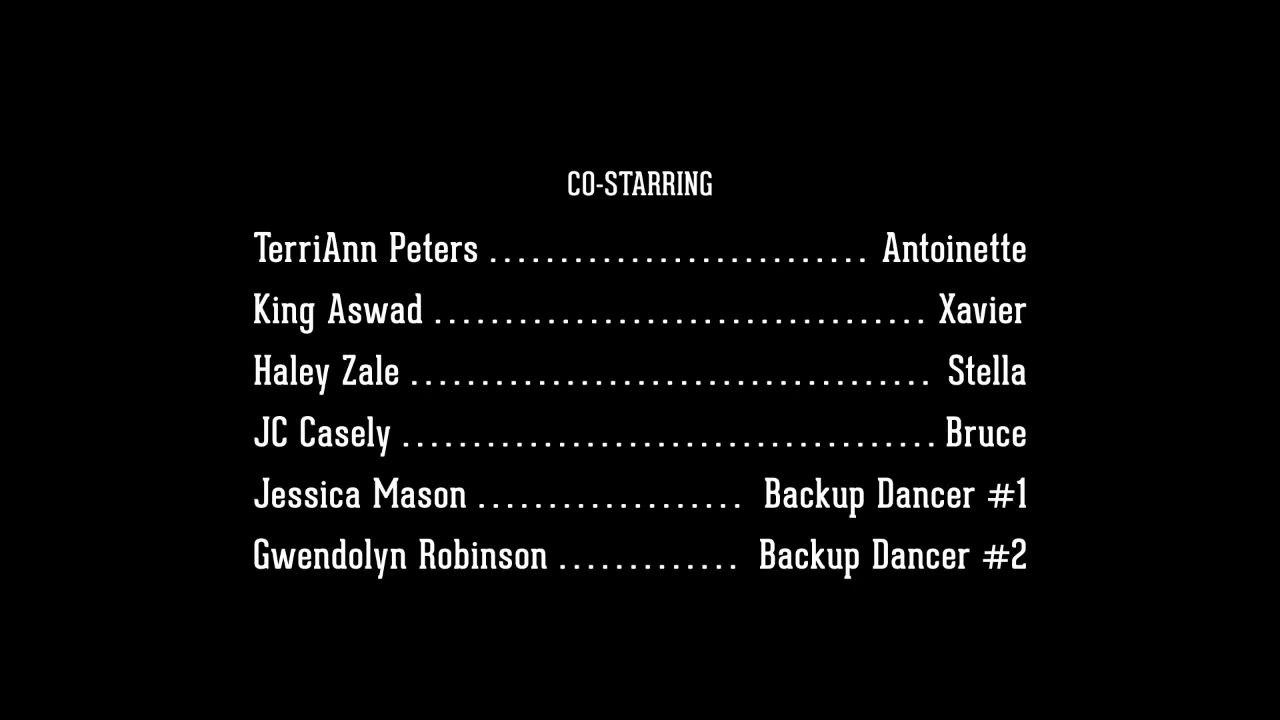 CO-STARRING
TerriAnn Peters ........................... Antoinette
King Aswad ................................... Xavier
Haley Zale ..................................... Stella
JC Casely ...................................... Bruce
Jessica Mason ................... Backup Dancer #1
Gwendolyn Robinson ............. Backup Dancer #2